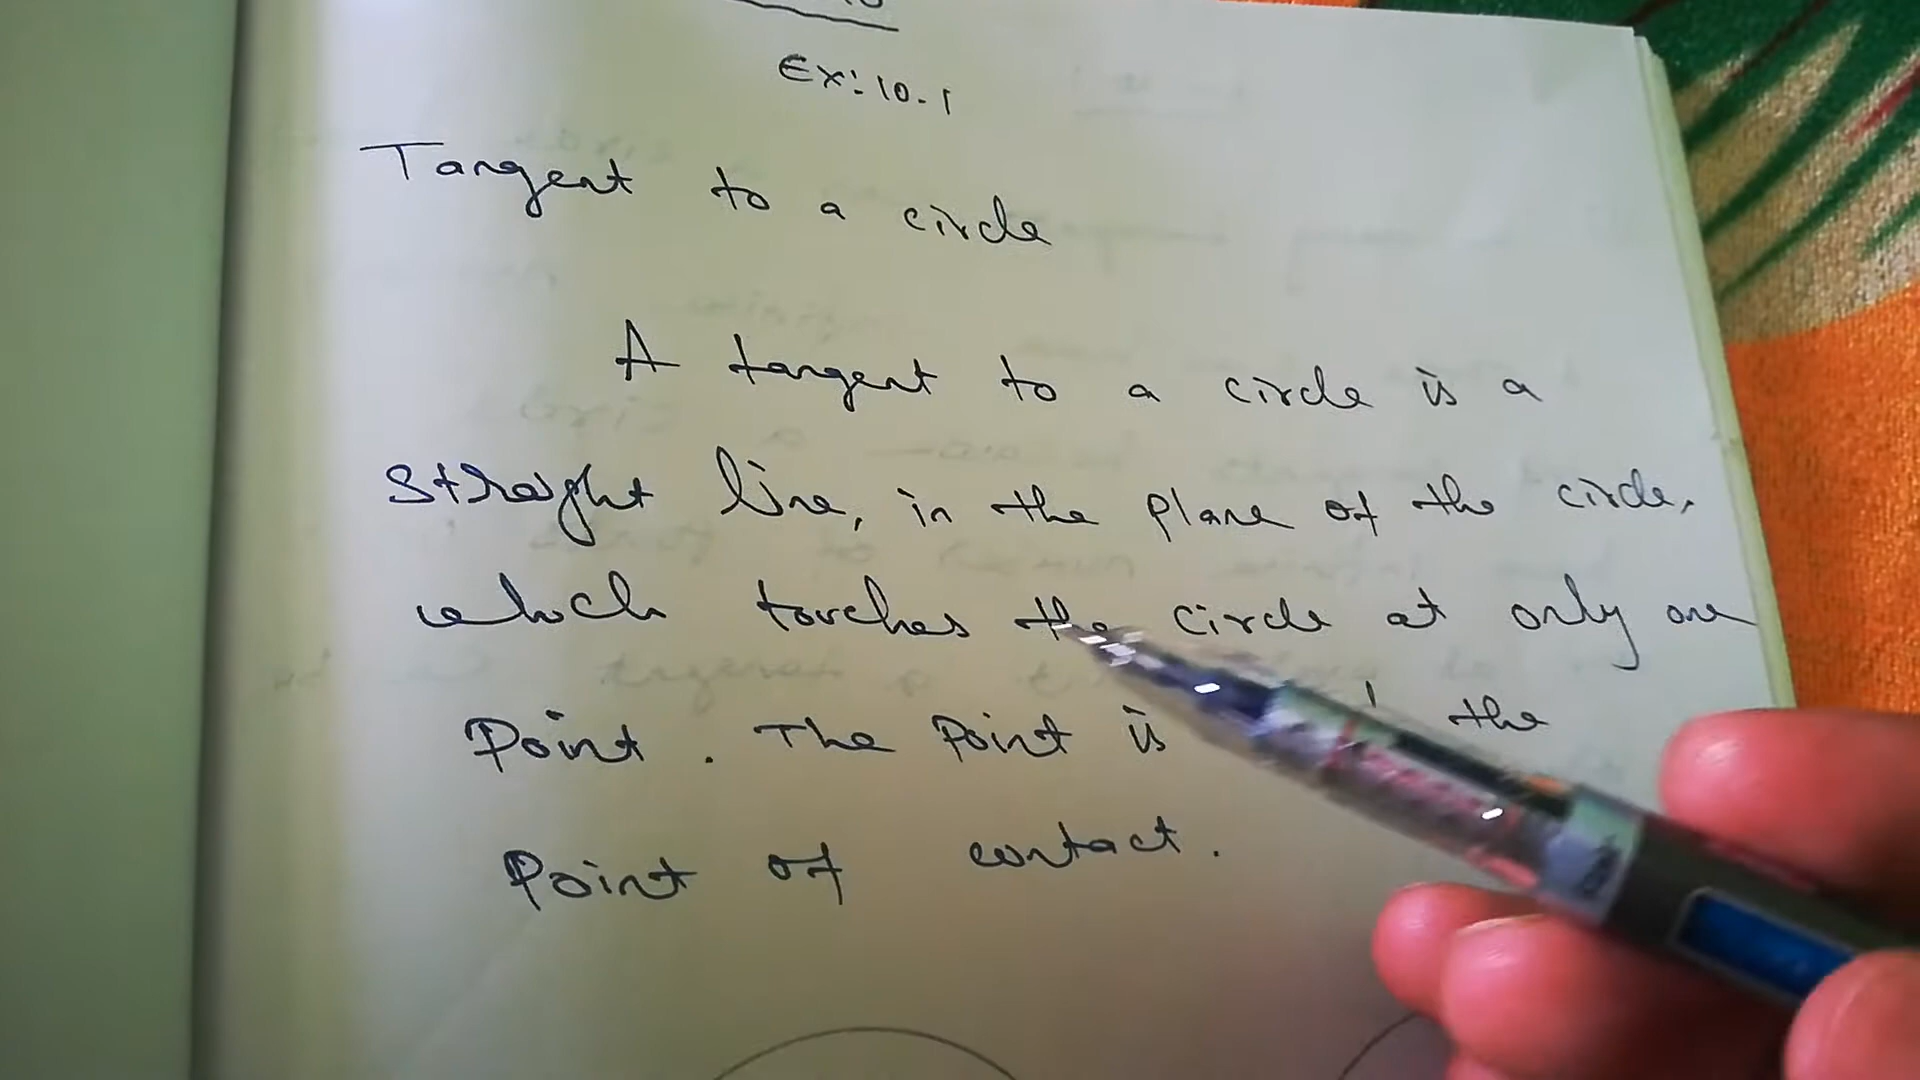 Ex: 10.1
Tangent to a circle
A tangent to a circle is a
straight line, in the plane of the circle,
which touches the circle at only one
Point. The Point is the
Point of contact.